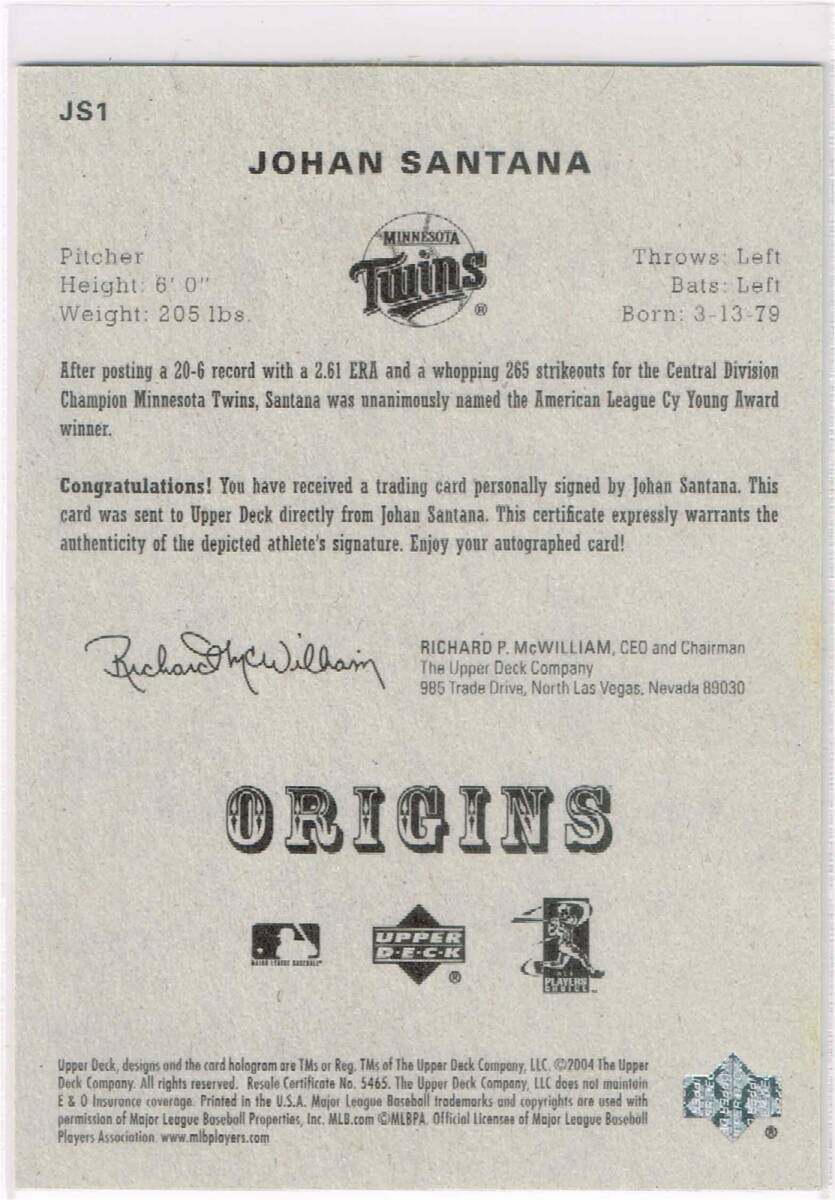 JS1
JOHAN SANTANA
Pitcher
Height: 6' 0"
Weight: 205 lbs.
MINNESOTA
Twins
®
Throws: Left
Bats: Left
Born: 3-13-79
After posting a 20-6 record with a 2.61 ERA and a whopping 265 strikeouts for the Central Division
Champion Minnesota Twins, Santana was unanimously named the American League Cy Young Award
winner.
Congratulations! You have received a trading card personally signed by Johan Santana. This
card was sent to Upper Deck directly from Johan Santana. This certificate expressly warrants the
authenticity of the depicted athlete's signature. Enjoy your autographed card!
Richard McWilliam
RICHARD P. McWILLIAM, CEO and Chairman
The Upper Deck Company
985 Trade Drive, North Las Vegas, Nevada 89030
ORIGINS
MAJOR LEAGUE BASEBALL
UPPER
D·E·C·K
®
PLAYERS
CHOICE
Upper Deck, designs and the card hologram are TMs or Reg. TMs of The Upper Deck Company, LLC. ©2004 The Upper
Deck Company. All rights reserved. Resale Certificate No. 5465. The Upper Deck Company, LLC does not maintain
E & O Insurance coverage. Printed in the U.S.A. Major League Baseball trademarks and copyrights are used with
permission of Major League Baseball Properties, Inc. MLB.com ©MLBPA. Official Licensee of Major League Baseball
Players Association. www.mlbplayers.com
®